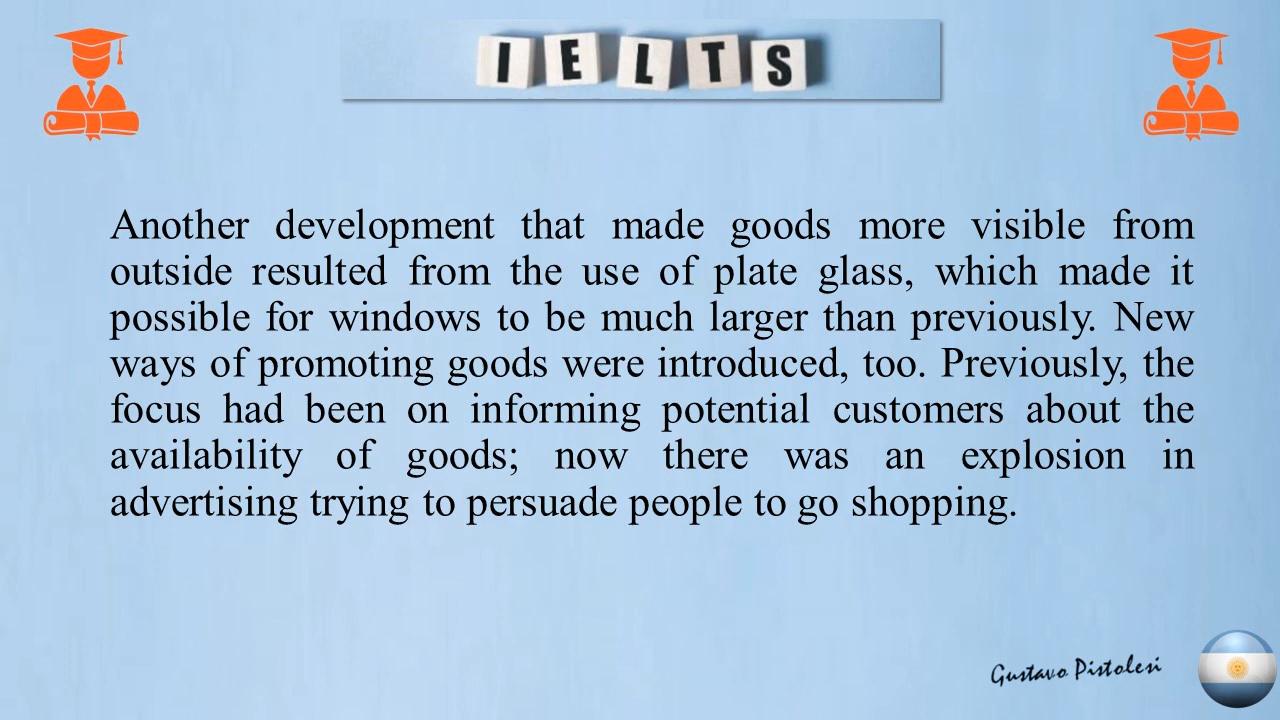 IELTS
Another development that made goods more visible from
outside resulted from the use of plate glass, which made it
possible for windows to be much larger than previously. New
ways of promoting goods were introduced, too. Previously, the
focus had been on informing potential customers about the
availability of goods; now there was an explosion in
advertising trying to persuade people to go shopping.
Gustavo Pistolesi